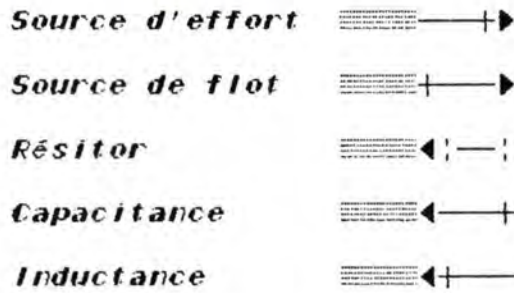 Source d'effort
Source de flot
Résitor
Capacitance
Inductance